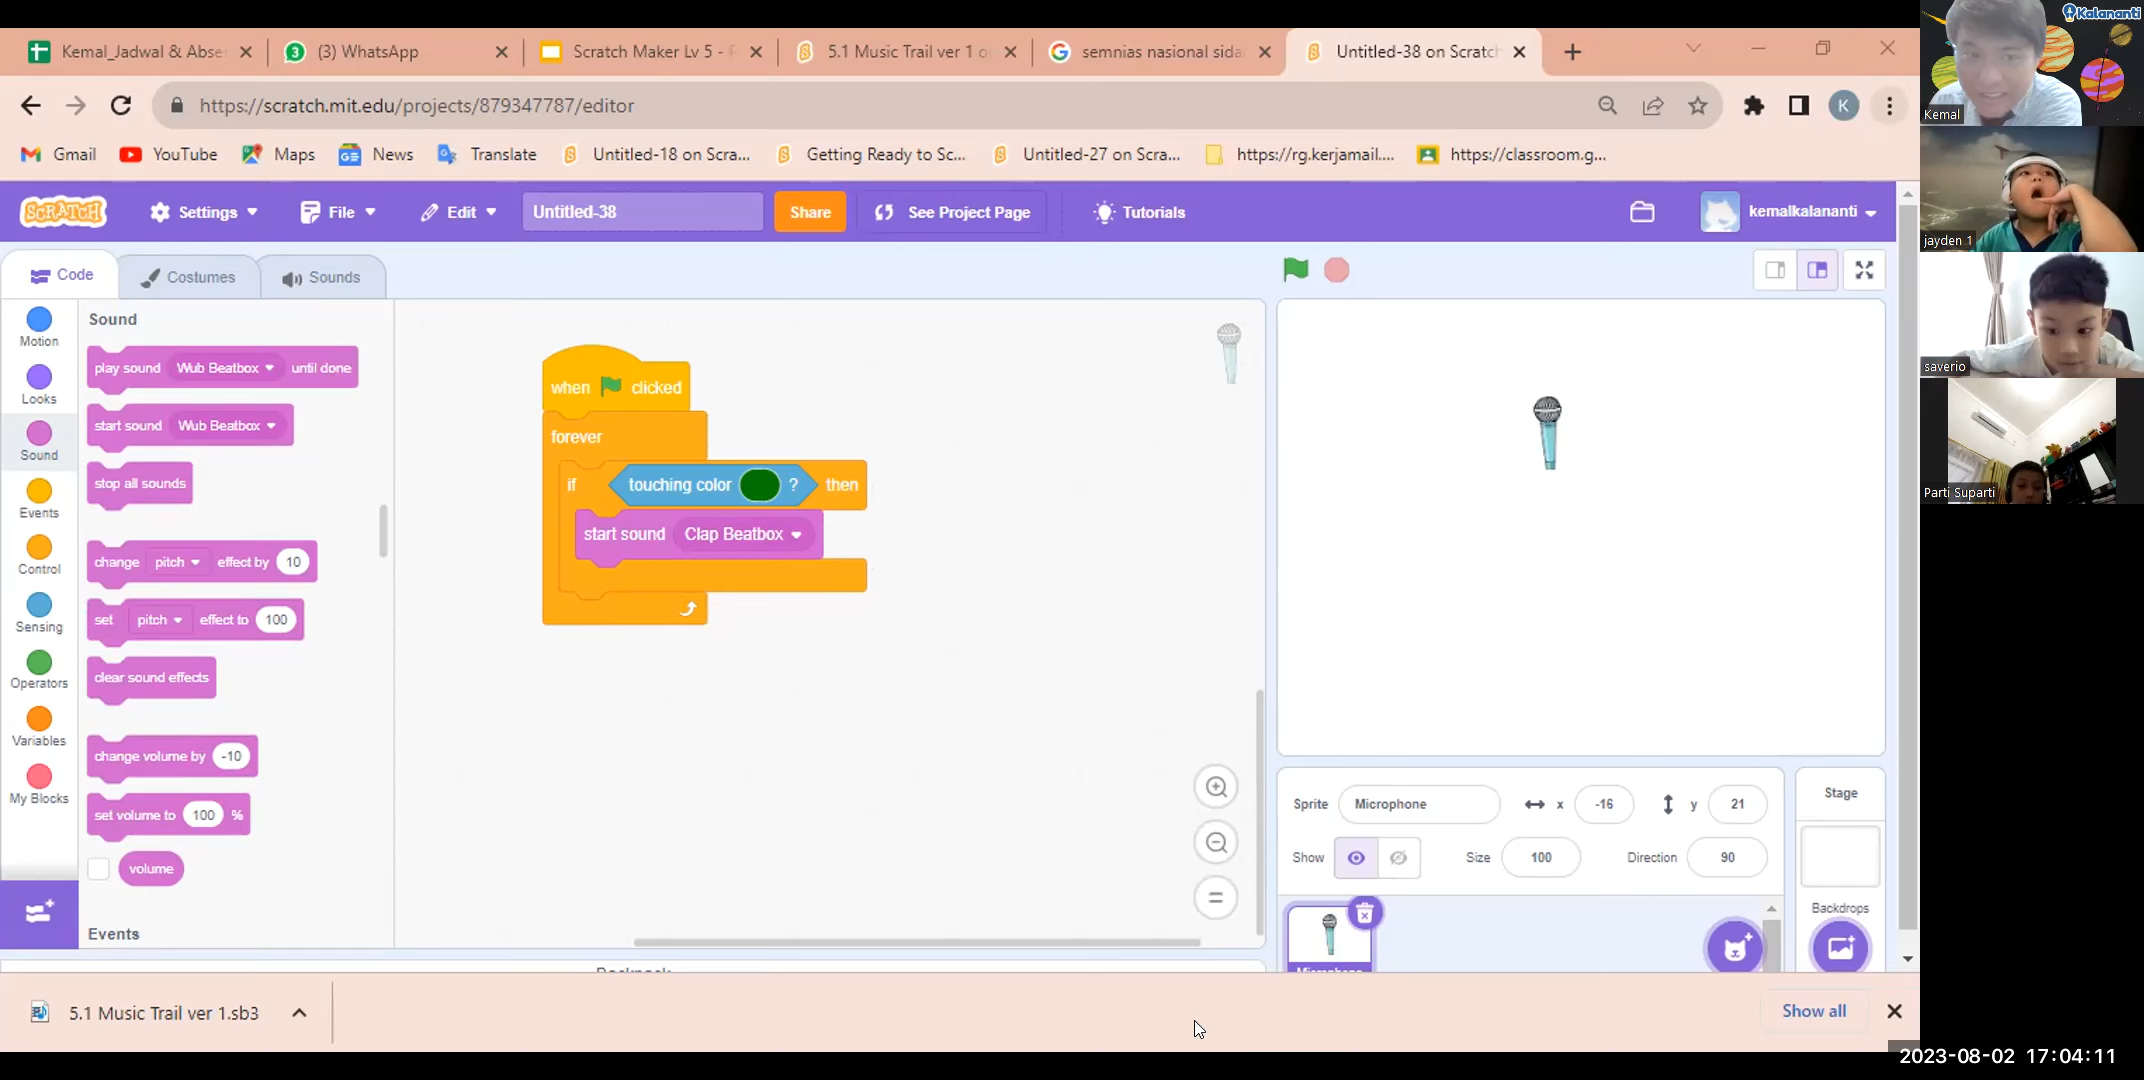 Kemal_Jadwal & Abse
(3) WhatsApp
Scratch Maker Lv 5 -
5.1 Music Trail ver 1 o
semnias nasional sida
Untitled-38 on Scratch
https://scratch.mit.edu/projects/879347787/editor
K
Gmail
YouTube
Maps
News
Translate
Untitled-18 on Scra...
Getting Ready to Sc...
Untitled-27 on Scra...
https://rg.kerjamail....
https://classroom.g...
SCRATCH
Settings
File
Edit
Untitled-38
Share
See Project Page
Tutorials
kemalkalananti
Code
Costumes
Sounds
Motion
Looks
Sound
Events
Control
Sensing
Operators
Variables
My Blocks
Sound
play sound Wub Beatbox until done
start sound Wub Beatbox
stop all sounds
change pitch effect by 10
set pitch effect to 100
clear sound effects
change volume by -10
set volume to 100 %
volume
Events
when clicked
forever
if touching color ? then
start sound Clap Beatbox
Backpack
Sprite Microphone x -16 y 21
Show Size 100 Direction 90
Microphone
Stage
Backdrops
5.1 Music Trail ver 1.sb3
Show all
Kalananti
Kemal
jayden 1
saverio
Parti Suparti
2023-08-02 17:04:11